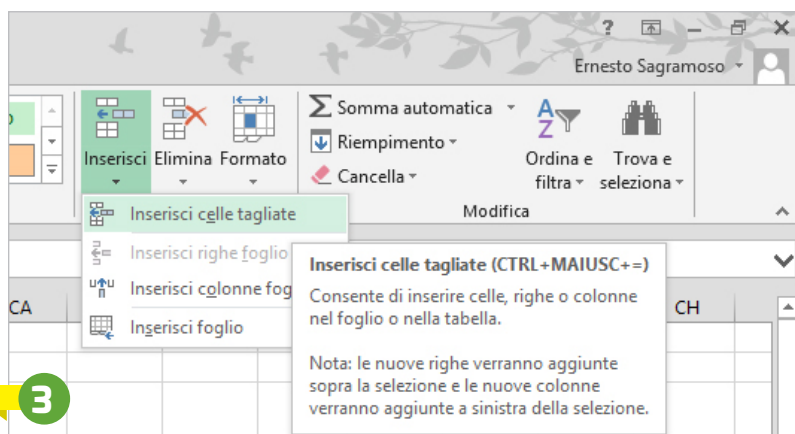 ?
Ernesto Sagramoso
Inserisci Elimina Formato
Somma automatica
Riempimento
Cancella
A
Z
Ordina e
filtra
Trova e
seleziona
Modifica
Inserisci celle tagliate
Inserisci righe foglio
Inserisci colonne fog
Inserisci foglio
Inserisci celle tagliate (CTRL+MAIUSC+=)
Consente di inserire celle, righe o colonne
nel foglio o nella tabella.
Nota: le nuove righe verranno aggiunte
sopra la selezione e le nuove colonne
verranno aggiunte a sinistra della selezione.
CA
CH
3